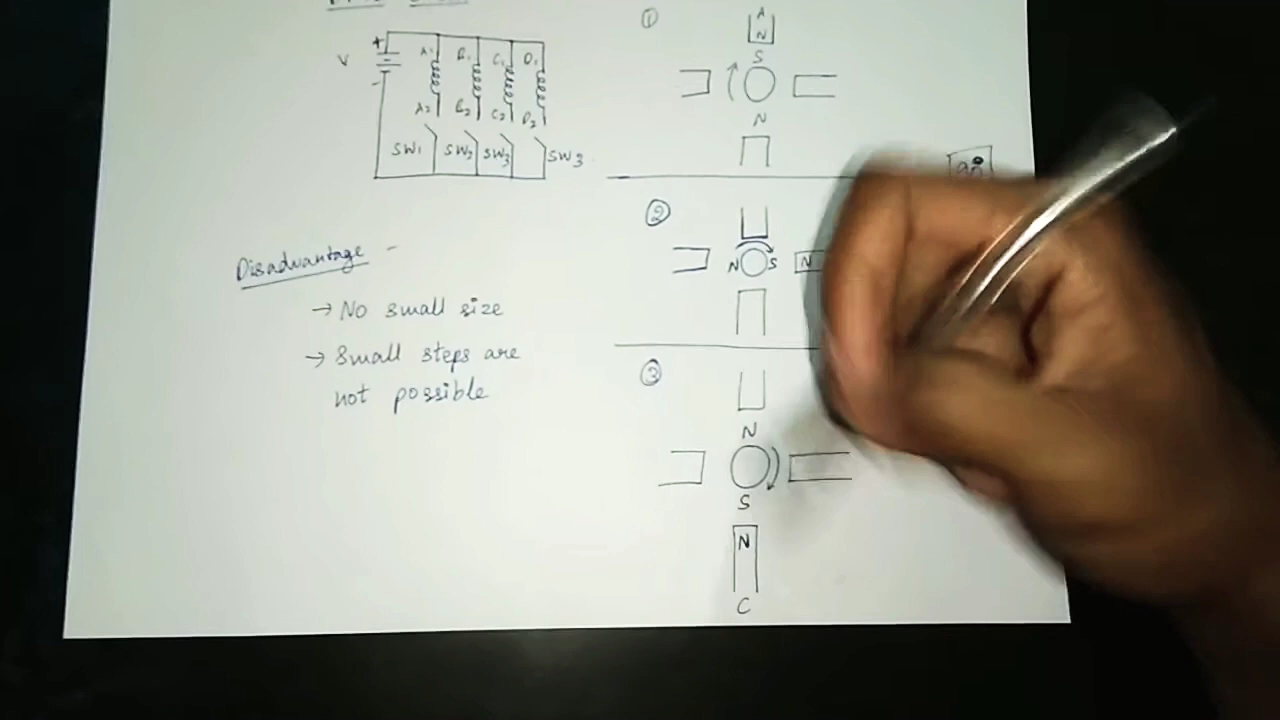 V
+
-
A1 B1 C1 D1
A2 B2 C2 D2
SW1 SW2 SW3 SW3
Disadvantage -
→ No small size
→ Small steps are
not possible
①
A
N
S
N
②
N S N
90
③
N
S
N
C